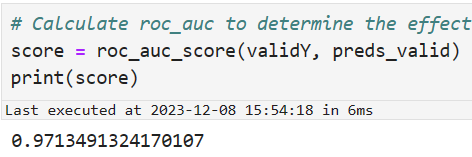 # Calculate roc_auc to determine the effect
score = roc_auc_score(validY, preds_valid)
print(score)
Last executed at 2023-12-08 15:54:18 in 6ms
0.9713491324170107